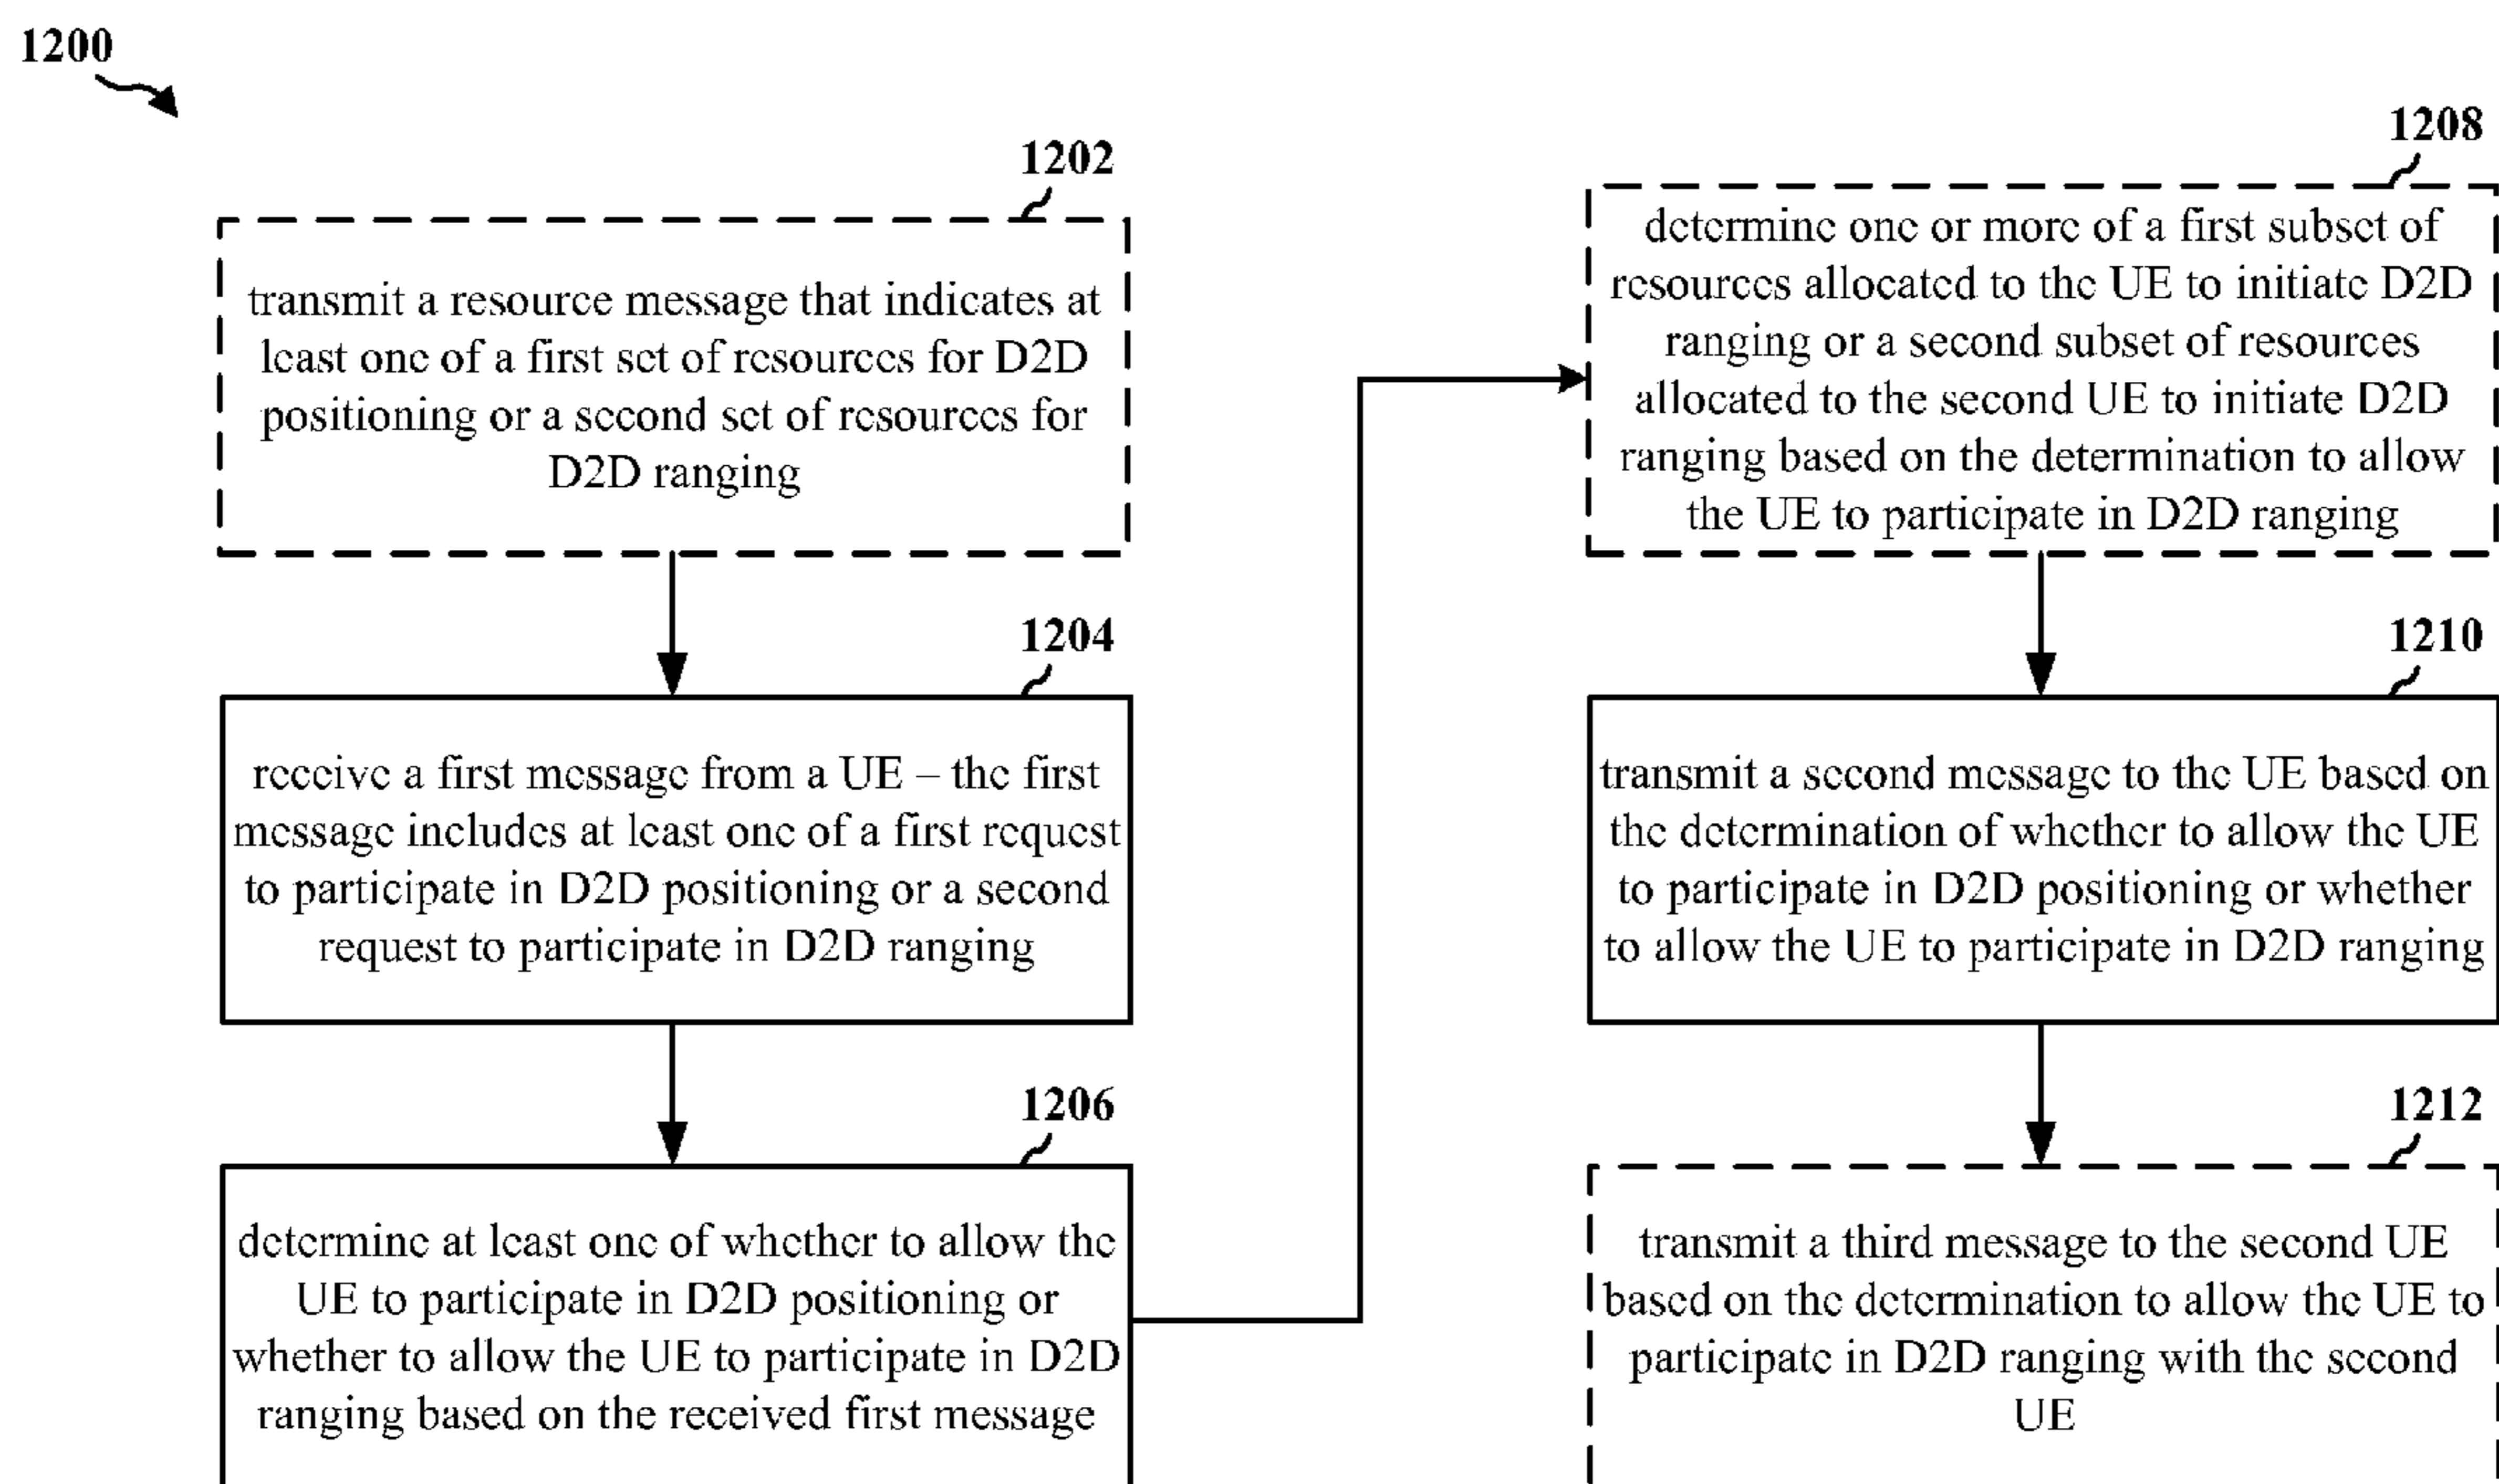 1200
1202
transmit a resource message that indicates at
least one of a first set of resources for D2D
positioning or a second set of resources for
D2D ranging
1204
receive a first message from a UE – the first
message includes at least one of a first request
to participate in D2D positioning or a second
request to participate in D2D ranging
1206
determine at least one of whether to allow the
UE to participate in D2D positioning or
whether to allow the UE to participate in D2D
ranging based on the received first message
1208
determine one or more of a first subset of
resources allocated to the UE to initiate D2D
ranging or a second subset of resources
allocated to the second UE to initiate D2D
ranging based on the determination to allow
the UE to participate in D2D ranging
1210
transmit a second message to the UE based on
the determination of whether to allow the UE
to participate in D2D positioning or whether
to allow the UE to participate in D2D ranging
1212
transmit a third message to the second UE
based on the determination to allow the UE to
participate in D2D ranging with the second
UE